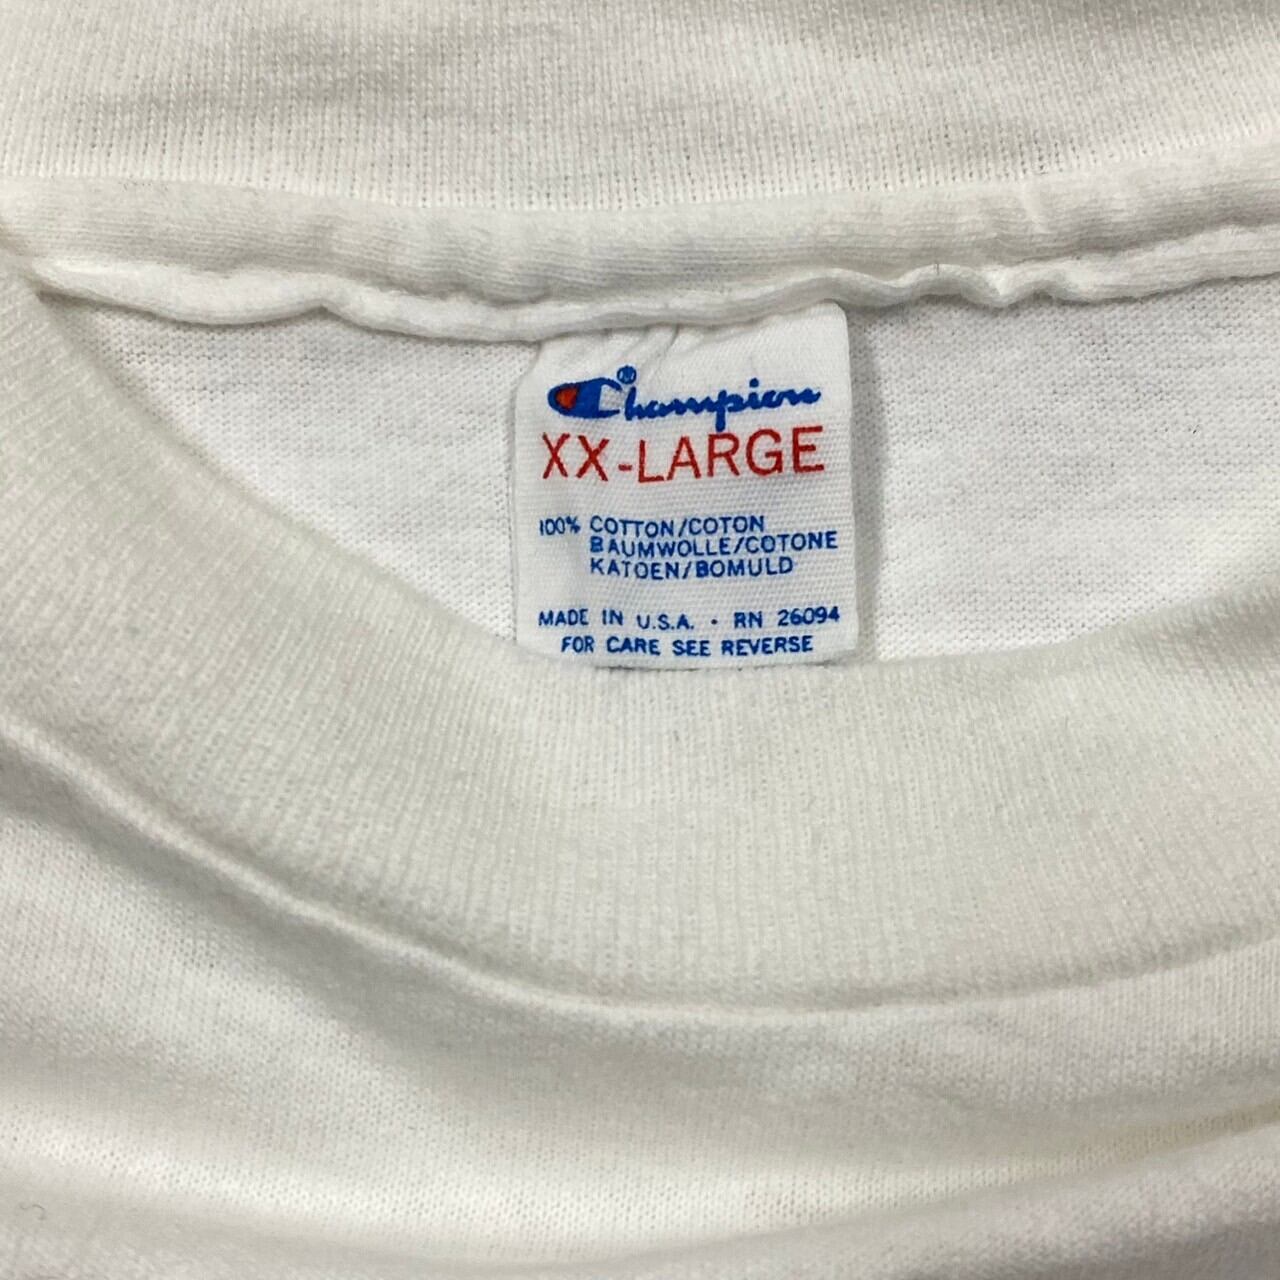 Champion®
XX-LARGE
100% COTTON/COTON
BAUMWOLLE/COTONE
KATOEN/BOMULD
MADE IN U.S.A. • RN 26094
FOR CARE SEE REVERSE